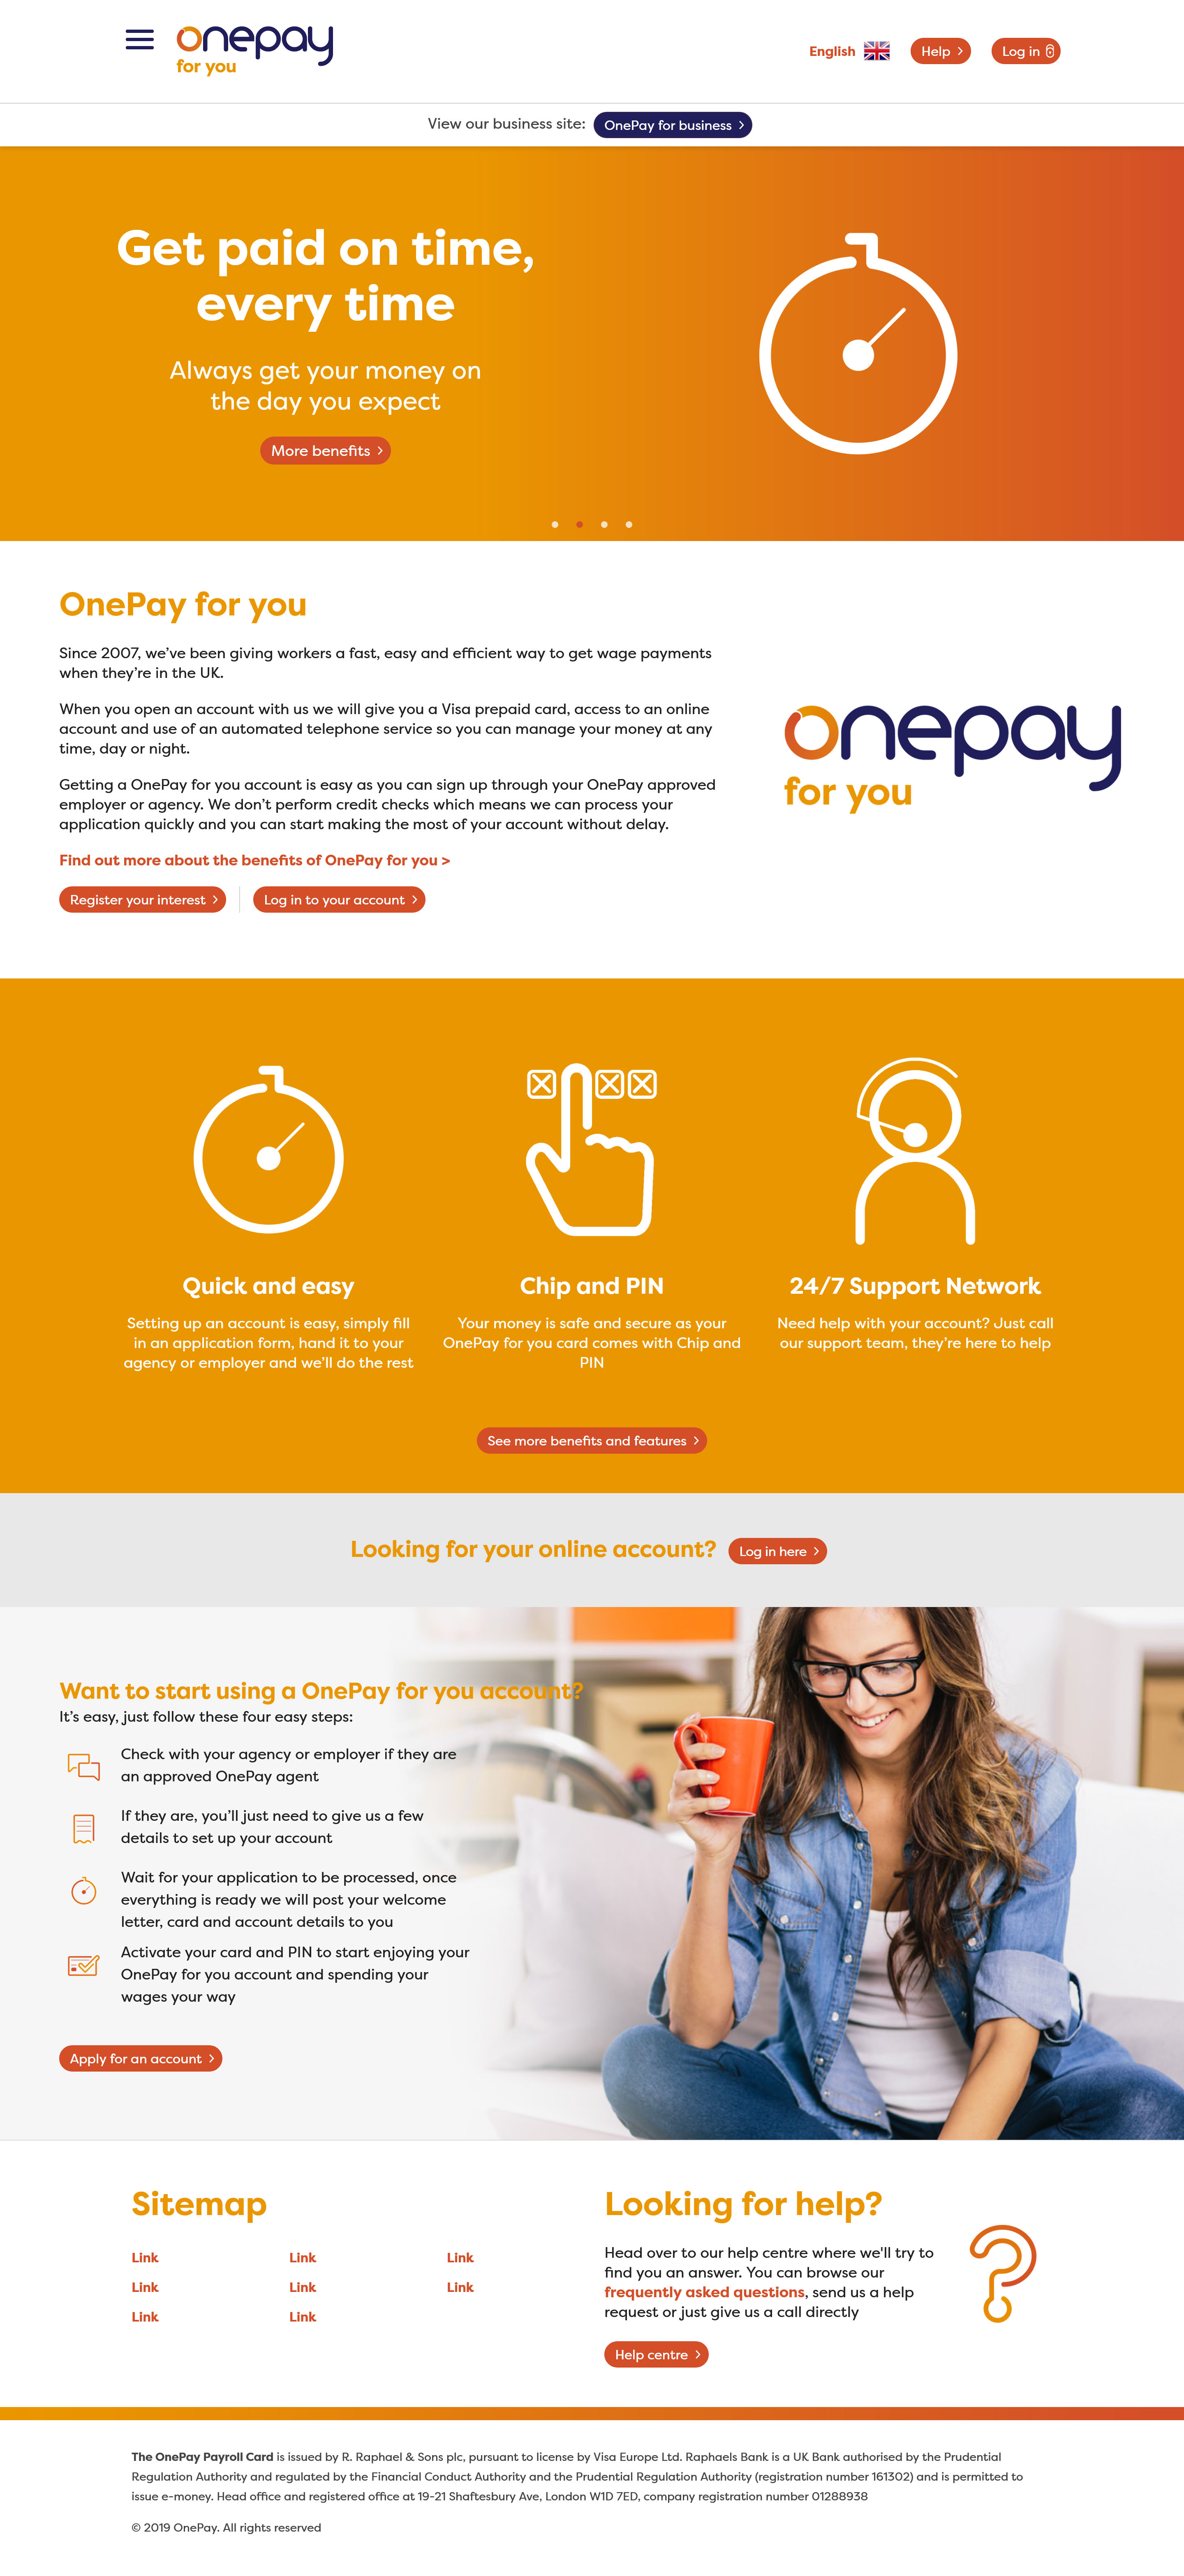 onepay
for you
English
Help
Log in
View our business site:
OnePay for business
Get paid on time,
every time
Always get your money on
the day you expect
More benefits
OnePay for you
Since 2007, we’ve been giving workers a fast, easy and efficient way to get wage payments
when they’re in the UK.
When you open an account with us we will give you a Visa prepaid card, access to an online
account and use of an automated telephone service so you can manage your money at any
time, day or night.
Getting a OnePay for you account is easy as you can sign up through your OnePay approved
employer or agency. We don’t perform credit checks which means we can process your
application quickly and you can start making the most of your account without delay.
Find out more about the benefits of OnePay for you >
Register your interest
Log in to your account
onepay
for you
Quick and easy
Setting up an account is easy, simply fill
in an application form, hand it to your
agency or employer and we’ll do the rest
Chip and PIN
Your money is safe and secure as your
OnePay for you card comes with Chip and
PIN
24/7 Support Network
Need help with your account? Just call
our support team, they’re here to help
See more benefits and features
Looking for your online account?
Log in here
Want to start using a OnePay for you account?
It’s easy, just follow these four easy steps:
Check with your agency or employer if they are
an approved OnePay agent
If they are, you’ll just need to give us a few
details to set up your account
Wait for your application to be processed, once
everything is ready we will post your welcome
letter, card and account details to you
Activate your card and PIN to start enjoying your
OnePay for you account and spending your
wages your way
Apply for an account
Sitemap
Link
Link
Link
Link
Link
Link
Link
Link
Looking for help?
Head over to our help centre where we'll try to
find you an answer. You can browse our
frequently asked questions, send us a help
request or just give us a call directly
Help centre
The OnePay Payroll Card is issued by R. Raphael & Sons plc, pursuant to license by Visa Europe Ltd. Raphaels Bank is a UK Bank authorised by the Prudential
Regulation Authority and regulated by the Financial Conduct Authority and the Prudential Regulation Authority (registration number 161302) and is permitted to
issue e-money. Head office and registered office at 19-21 Shaftesbury Ave, London W1D 7ED, company registration number 01288938
© 2019 OnePay. All rights reserved